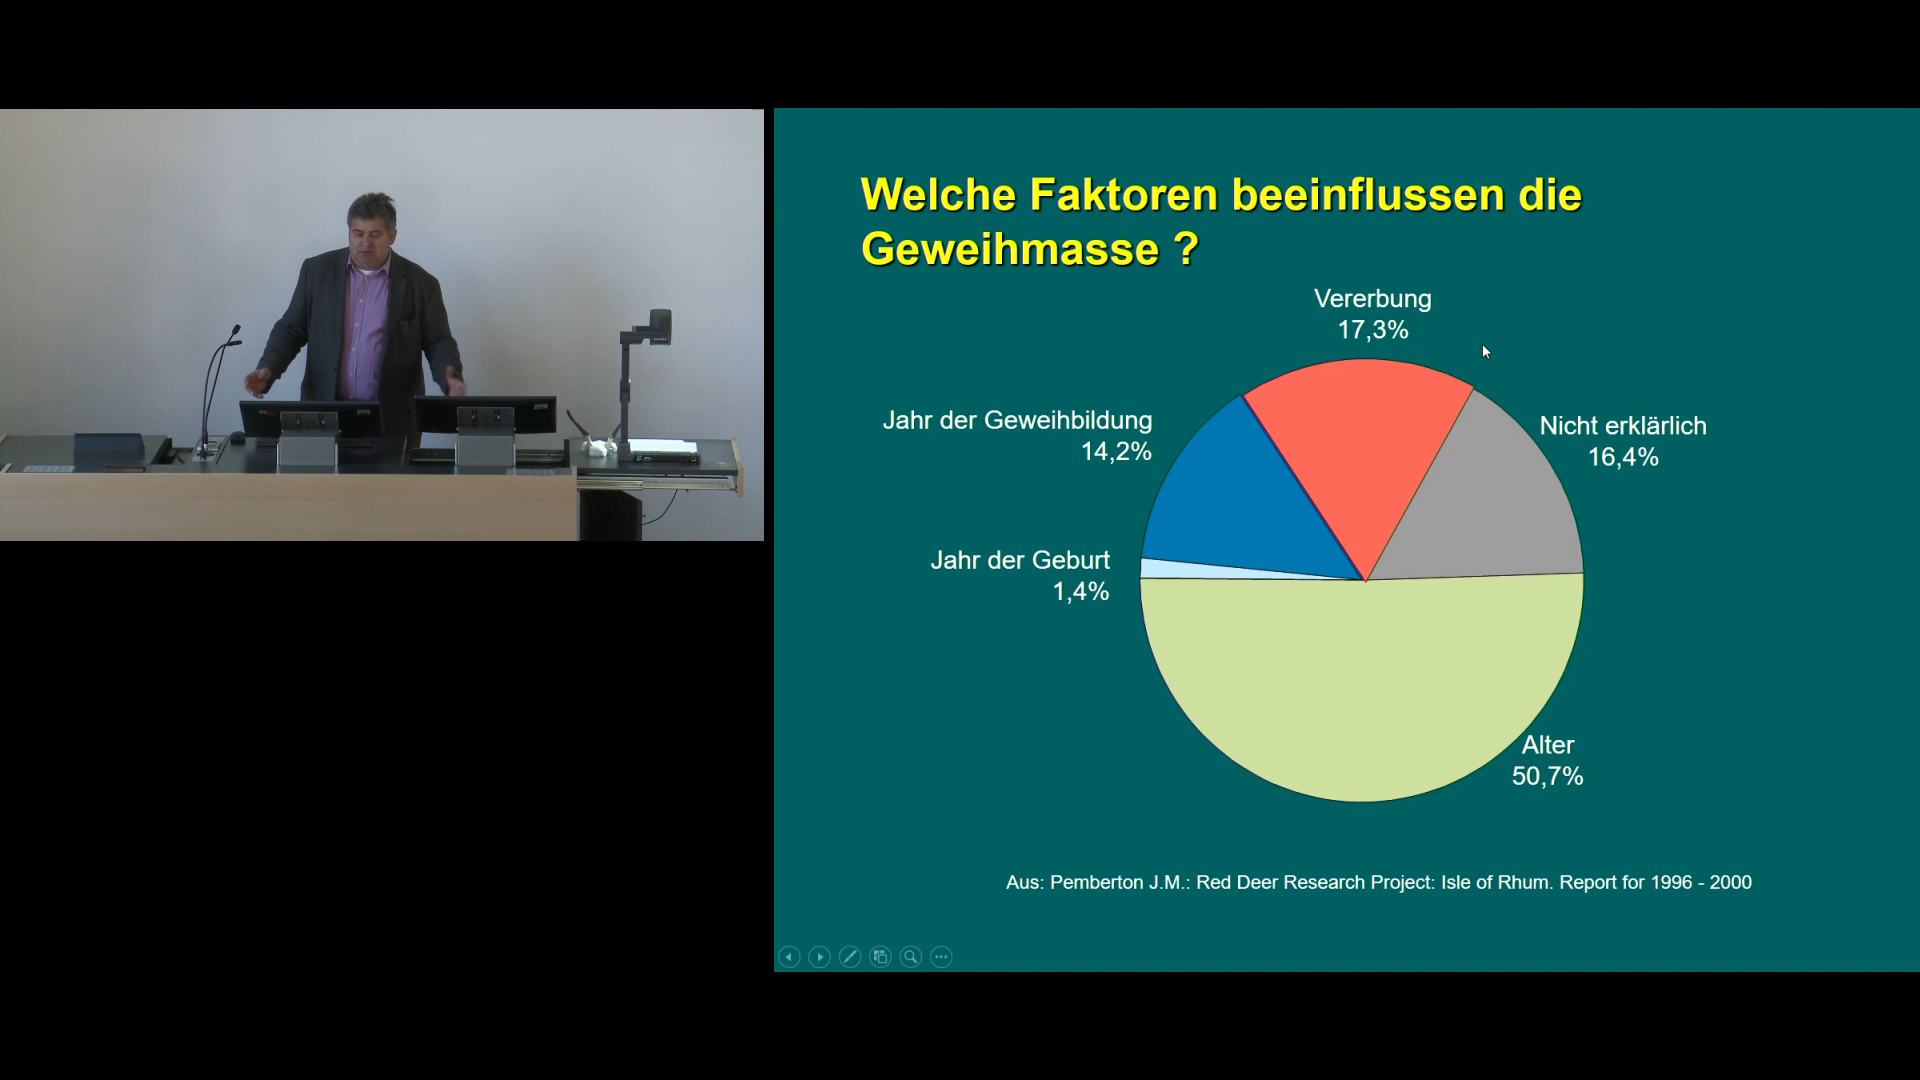 Welche Faktoren beeinflussen die
Geweihmasse ?
Vererbung
17,3%
Jahr der Geweihbildung
14,2%
Nicht erklärlich
16,4%
Jahr der Geburt
1,4%
Alter
50,7%
Aus: Pemberton J.M.: Red Deer Research Project: Isle of Rhum. Report for 1996 - 2000